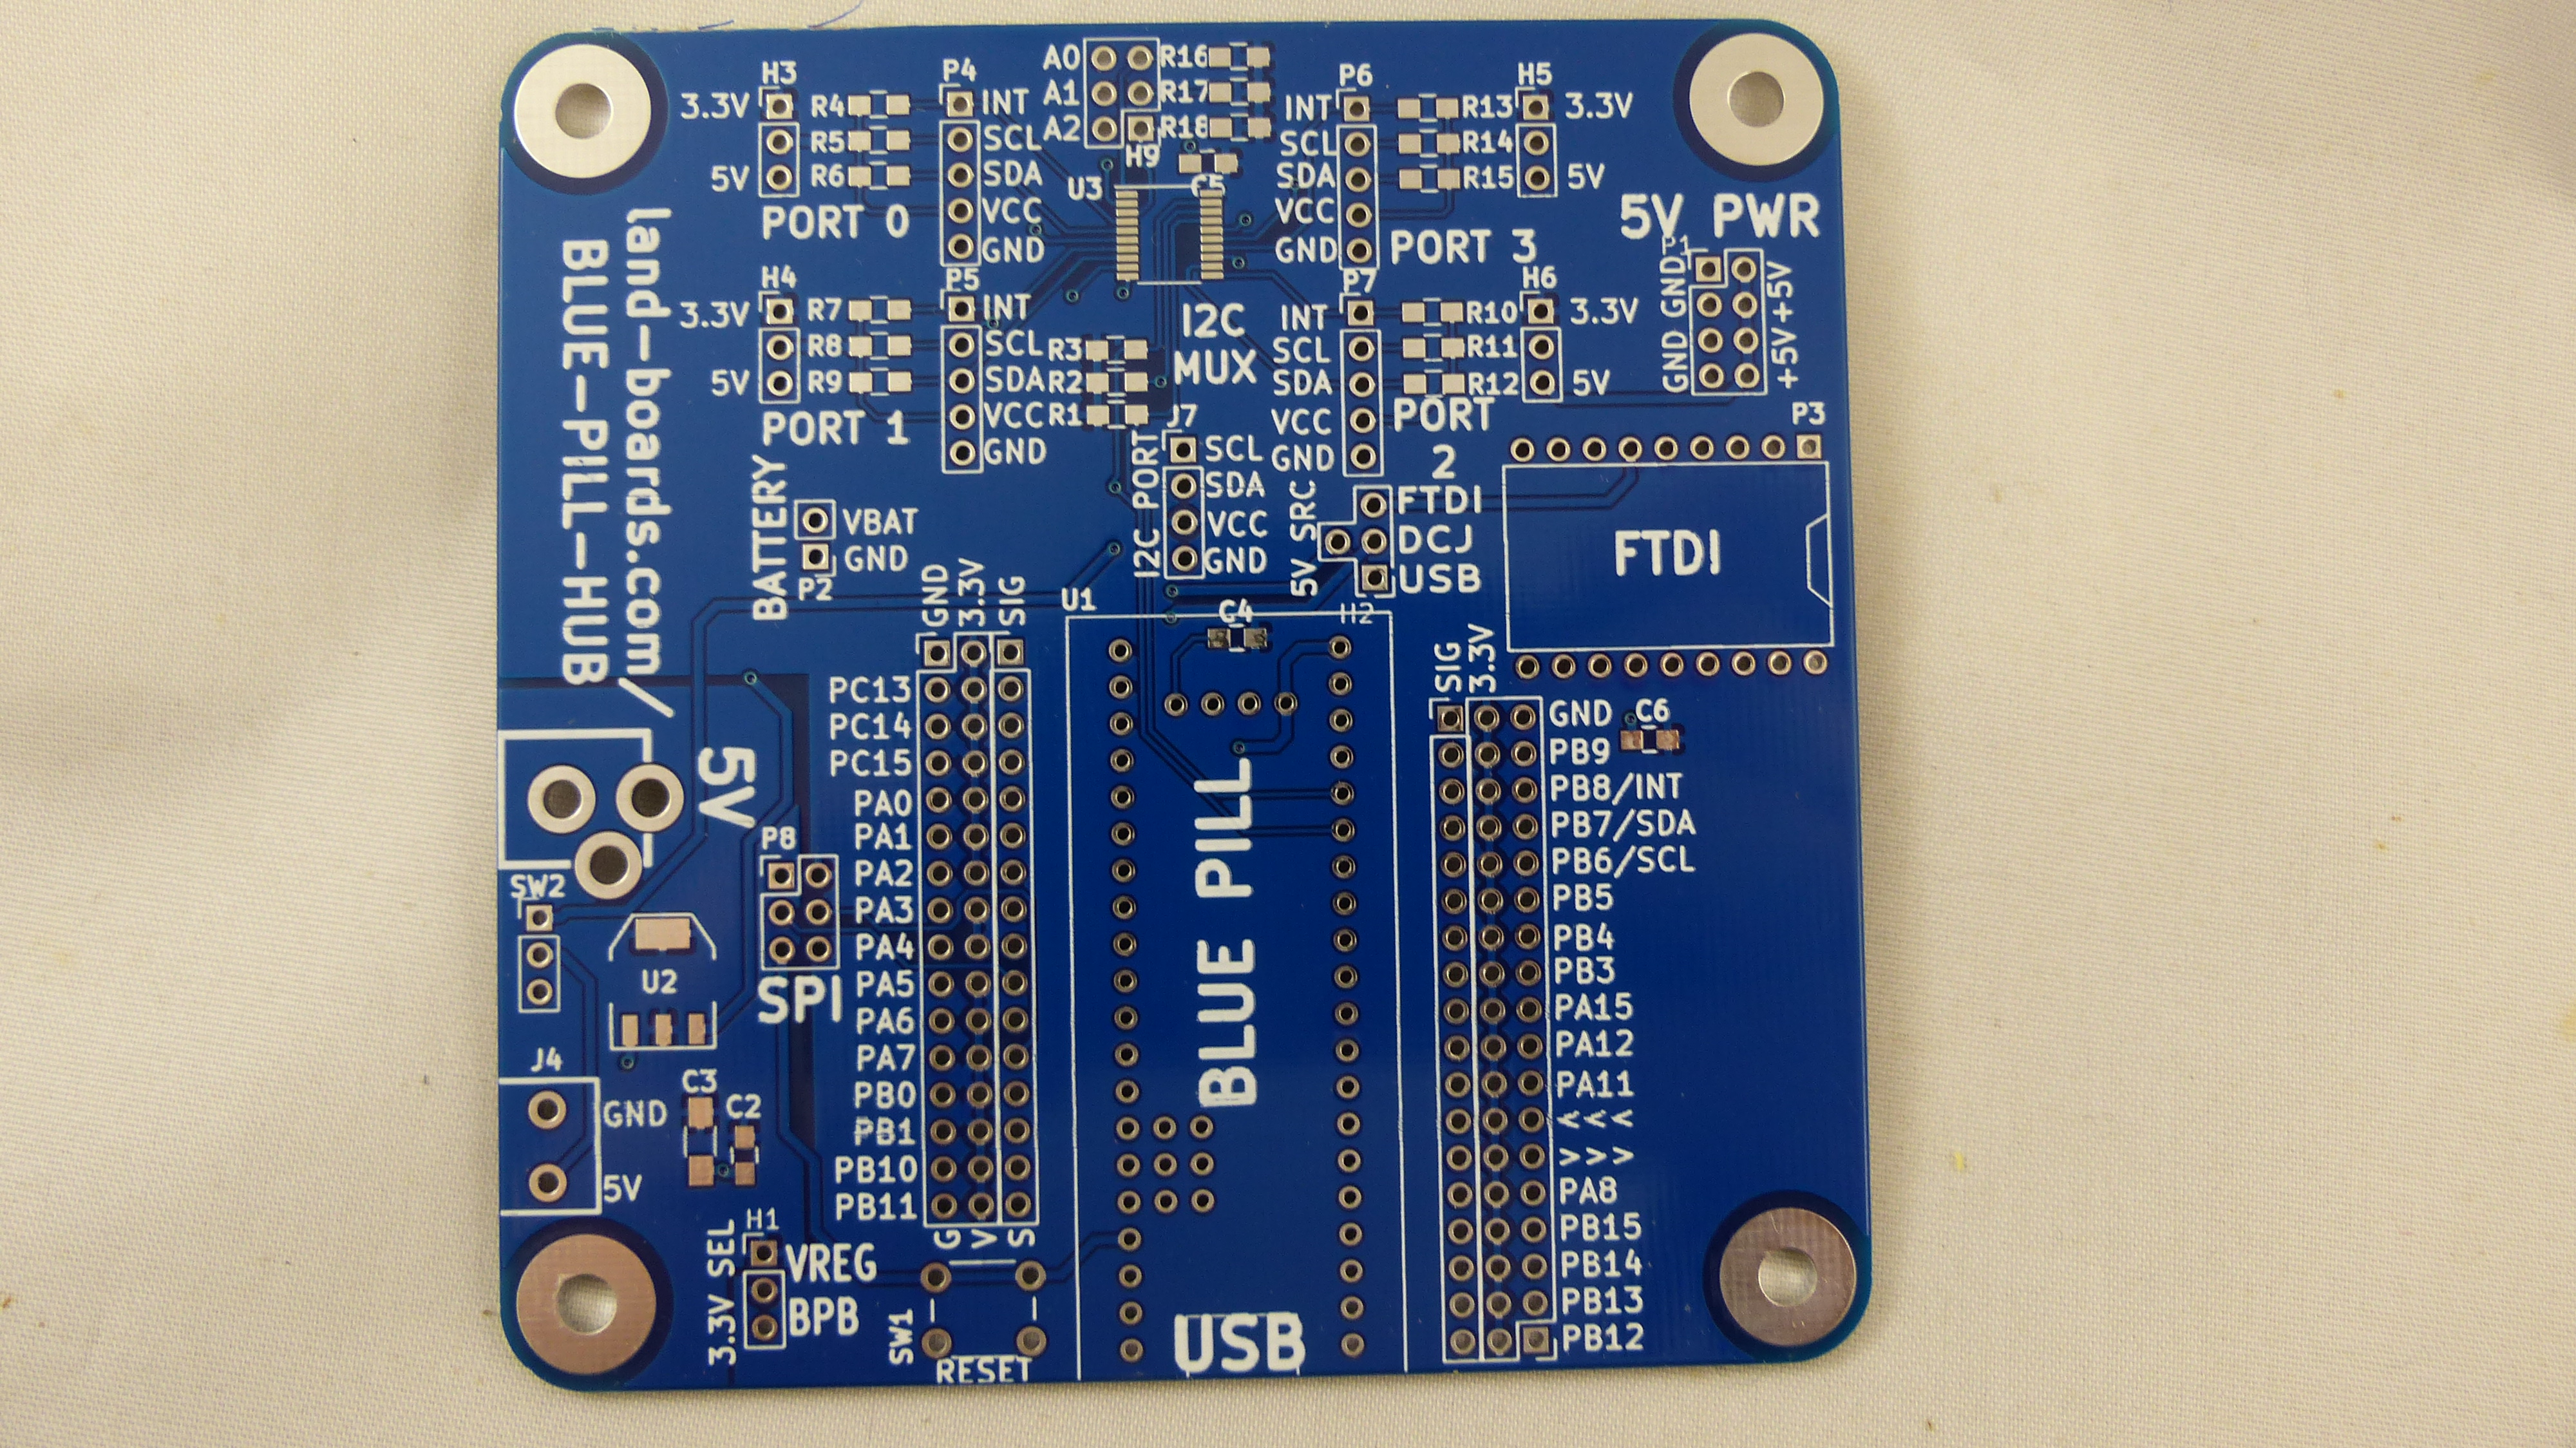 land-boards.com/
BLUE-PILL-HUB
H3
3.3V
R4
R5
5V
R6
PORT 0
P4
INT
SCL
SDA
VCC
GND
A0
R16
A1
R17
A2
R18
H9
C5
U3
P6
INT
SCL
SDA
VCC
GND
R13
R14
R15
H5
3.3V
5V
PORT 3
5V PWR
GND GND
+5V +5V
H4
3.3V
R7
R8
5V
R9
PORT 1
P5
INT
SCL
SDA
VCC
GND
R3
R2
R1
I2C
MUX
P7
INT
SCL
SDA
VCC
GND
R10
R11
R12
H6
3.3V
5V
PORT
2
J7
I2C PORT
SCL
SDA
VCC
GND
BATTERY
VBAT
GND
P2
5V SRC
FTDI
DCJ
USB
H2
P3
FTDI
GND
3.3V
SIG
PC13
PC14
PC15
PA0
PA1
PA2
PA3
PA4
PA5
PA6
PA7
PB0
PB1
PB10
PB11
G
V
S
U1
C4
BLUE PILL
USB
SIG
3.3V
GND
C6
PB9
PB8/INT
PB7/SDA
PB6/SCL
PB5
PB4
PB3
PA15
PA12
PA11
<<<
>>>
PA8
PB15
PB14
PB13
PB12
5V
SW2
P8
SPI
U2
J4
GND
5V
C3
C2
H1
3.3V SEL
VREG
BPB
SW1
RESET